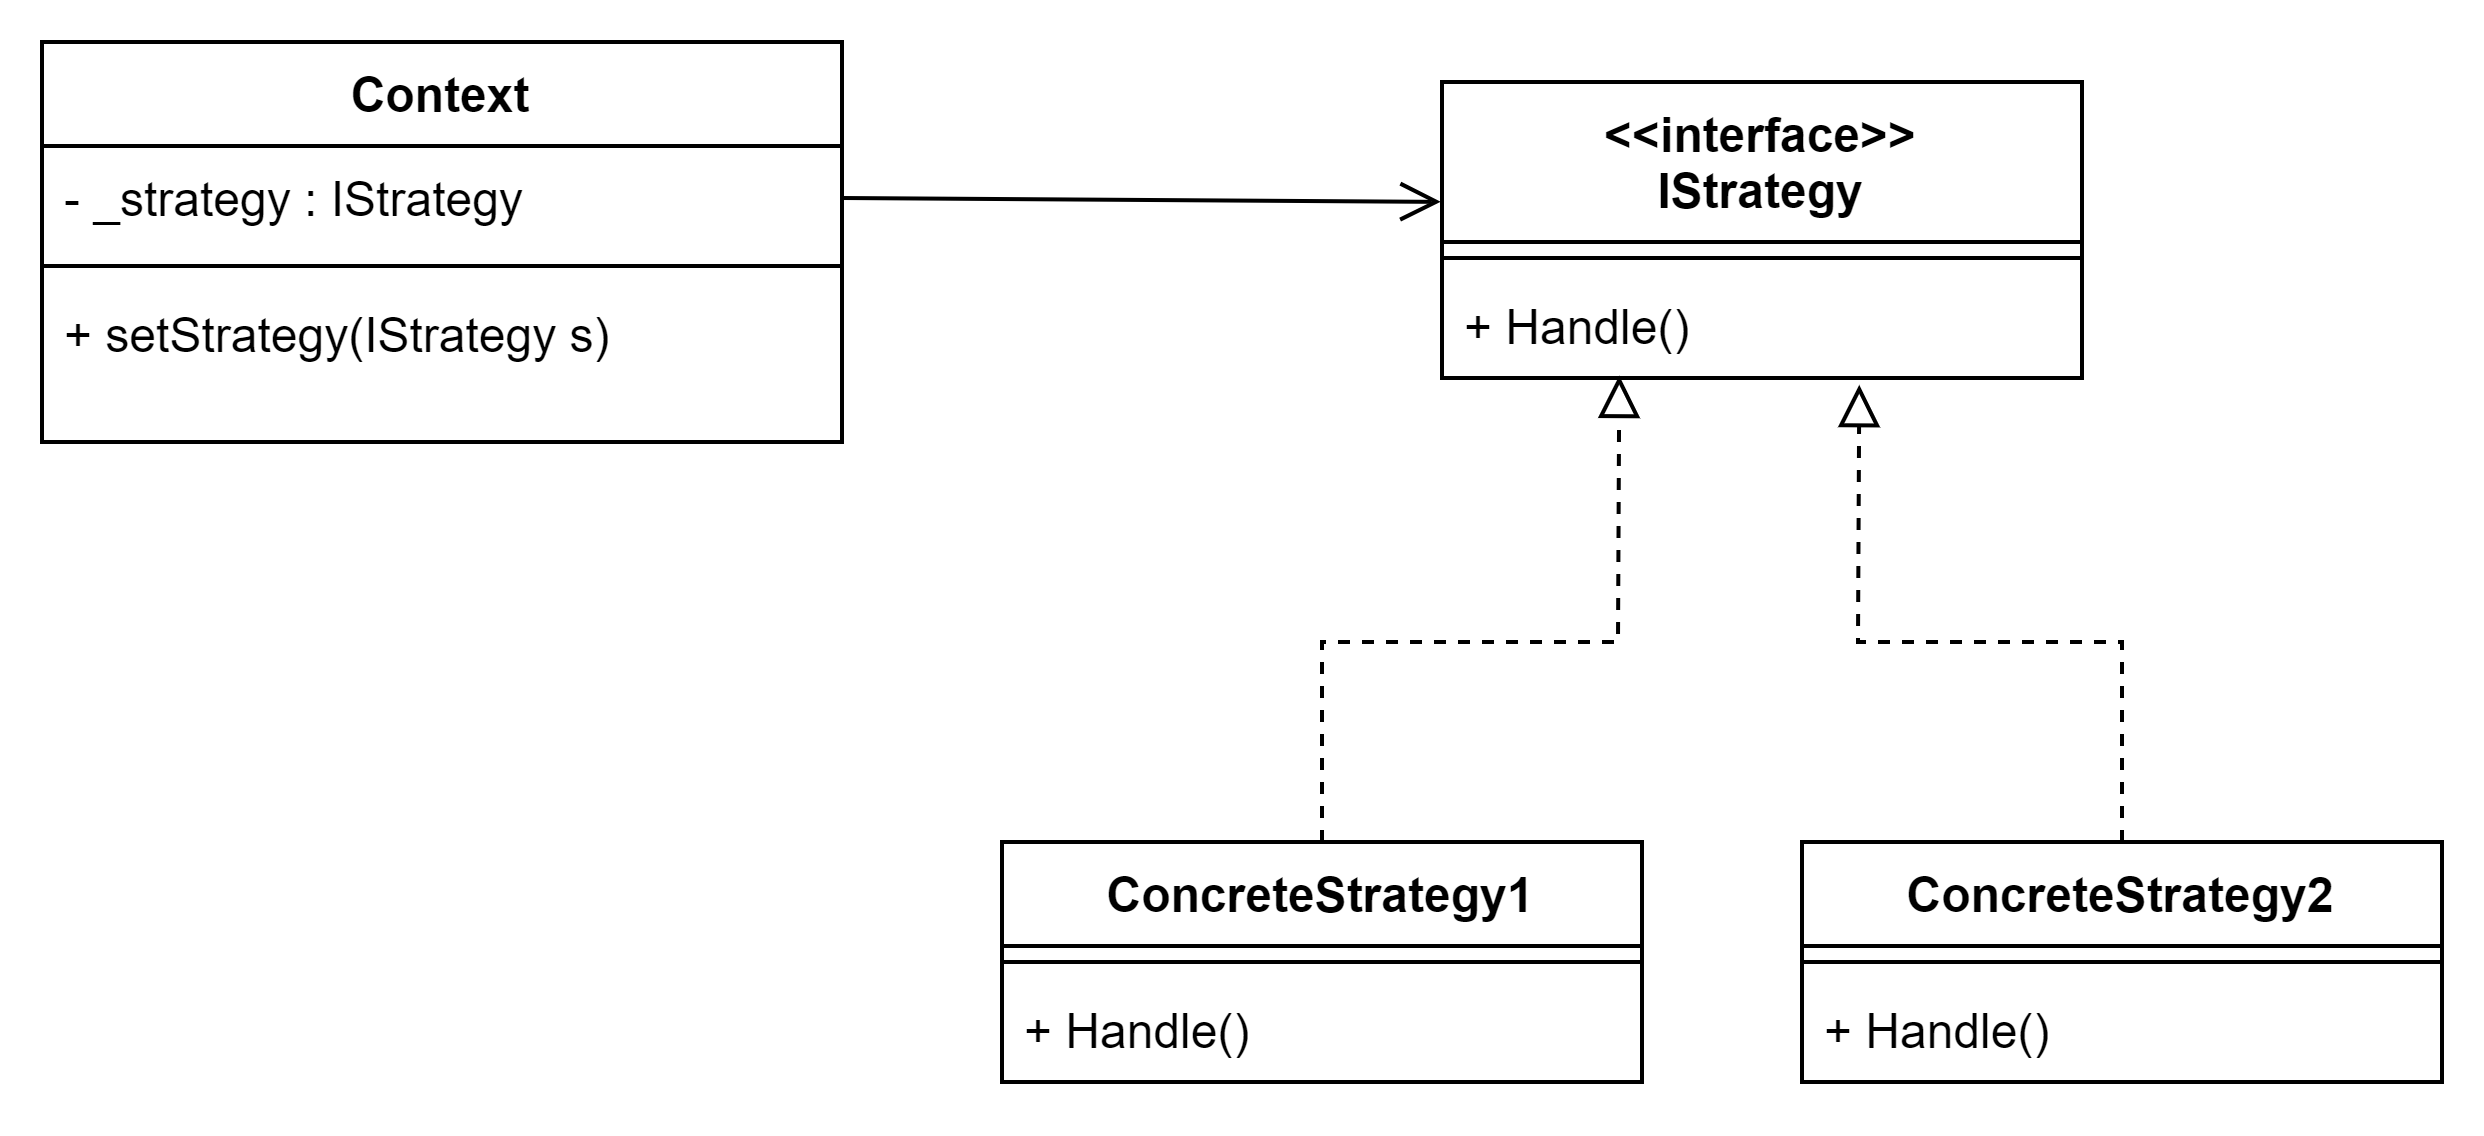 Context
- _strategy : IStrategy
+ setStrategy(IStrategy s)
<<interface>>
IStrategy
+ Handle()
ConcreteStrategy1
+ Handle()
ConcreteStrategy2
+ Handle()